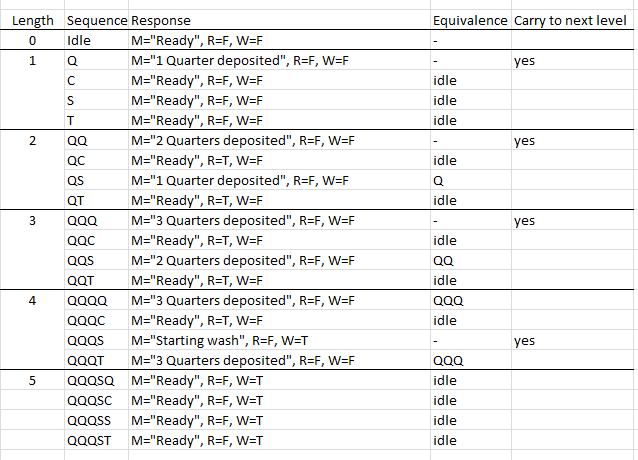 Length Sequence Response Equivalence Carry to next level
0 Idle M="Ready", R=F, W=F -
1 Q M="1 Quarter deposited", R=F, W=F - yes
C M="Ready", R=F, W=F idle
S M="Ready", R=F, W=F idle
T M="Ready", R=F, W=F idle
2 QQ M="2 Quarters deposited", R=F, W=F - yes
QC M="Ready", R=T, W=F idle
QS M="1 Quarter deposited", R=F, W=F Q
QT M="Ready", R=T, W=F idle
3 QQQ M="3 Quarters deposited", R=F, W=F - yes
QQC M="Ready", R=T, W=F idle
QQS M="2 Quarters deposited", R=F, W=F QQ
QQT M="Ready", R=T, W=F idle
4 QQQQ M="3 Quarters deposited", R=F, W=F QQQ
QQQC M="Ready", R=T, W=F idle
QQQS M="Starting wash", R=F, W=T - yes
QQQT M="3 Quarters deposited", R=F, W=F QQQ
5 QQQSQ M="Ready", R=F, W=T idle
QQQSC M="Ready", R=F, W=T idle
QQQSS M="Ready", R=F, W=T idle
QQQST M="Ready", R=F, W=T idle